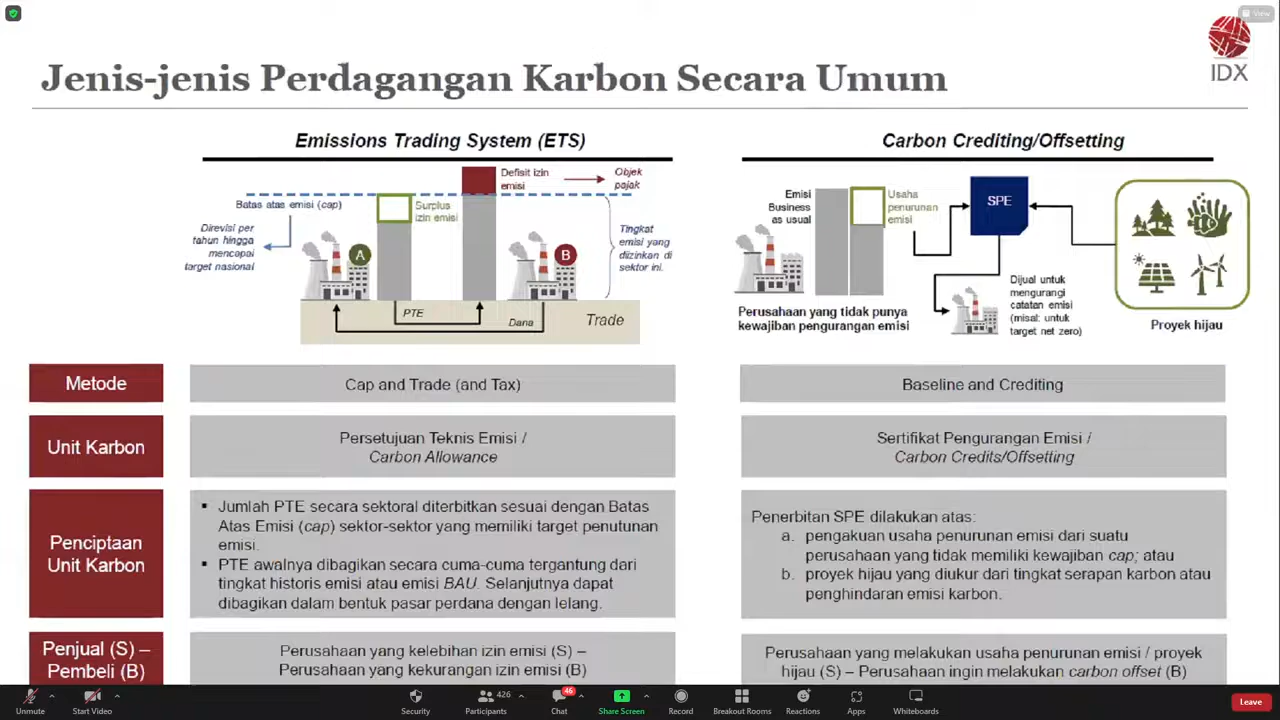 View
IDX
Jenis-jenis Perdagangan Karbon Secara Umum
Emissions Trading System (ETS)
Batas atas emisi (cap)
Direvisi per
tahun hingga
mencapai
target nasional
Surplus
izin emisi
Defisit izin
emisi
Objek
pajak
A
B
Tingkat
emisi yang
diizinkan di
sektor ini.
PTE
Dana
Trade
Carbon Crediting/Offsetting
Emisi
Business
as usual
Usaha
penurunan
emisi
SPE
Perusahaan yang tidak punya
kewajiban pengurangan emisi
Dijual untuk
mengurangi
catatan emisi
(misal: untuk
target net zero)
Proyek hijau
Metode
Cap and Trade (and Tax)
Baseline and Crediting
Unit Karbon
Persetujuan Teknis Emisi /
Carbon Allowance
Sertifikat Pengurangan Emisi /
Carbon Credits/Offsetting
Penciptaan
Unit Karbon
▪ Jumlah PTE secara sektoral diterbitkan sesuai dengan Batas
Atas Emisi (cap) sektor-sektor yang memiliki target penutunan
emisi.
▪ PTE awalnya dibagikan secara cuma-cuma tergantung dari
tingkat historis emisi atau emisi BAU. Selanjutnya dapat
dibagikan dalam bentuk pasar perdana dengan lelang.
Penerbitan SPE dilakukan atas:
a. pengakuan usaha penurunan emisi dari suatu
perusahaan yang tidak memiliki kewajiban cap; atau
b. proyek hijau yang diukur dari tingkat serapan karbon atau
penghindaran emisi karbon.
Penjual (S) –
Pembeli (B)
Perusahaan yang kelebihan izin emisi (S) –
Perusahaan yang kekurangan izin emisi (B)
Perusahaan yang melakukan usaha penurunan emisi / proyek
hijau (S) – Perusahaan ingin melakukan carbon offset (B)
Unmute
Start Video
Security
Participants
426
Chat
46
Share Screen
Record
Breakout Rooms
Reactions
Apps
Whiteboards
Leave